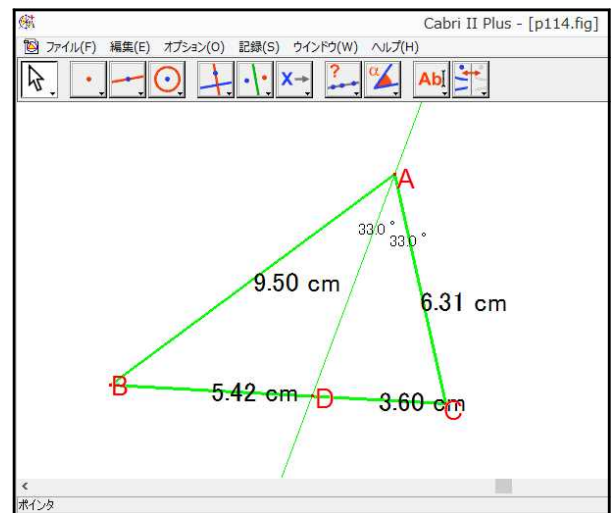 Cabri II Plus - [p114.fig]
ファイル(F) 編集(E) オプション(O) 記録(S) ウインドウ(W) ヘルプ(H)
X ? α Ab
A
33.0 °
33.0 °
9.50 cm
6.31 cm
B 5.42 cm D 3.60 cm C
ポインタ